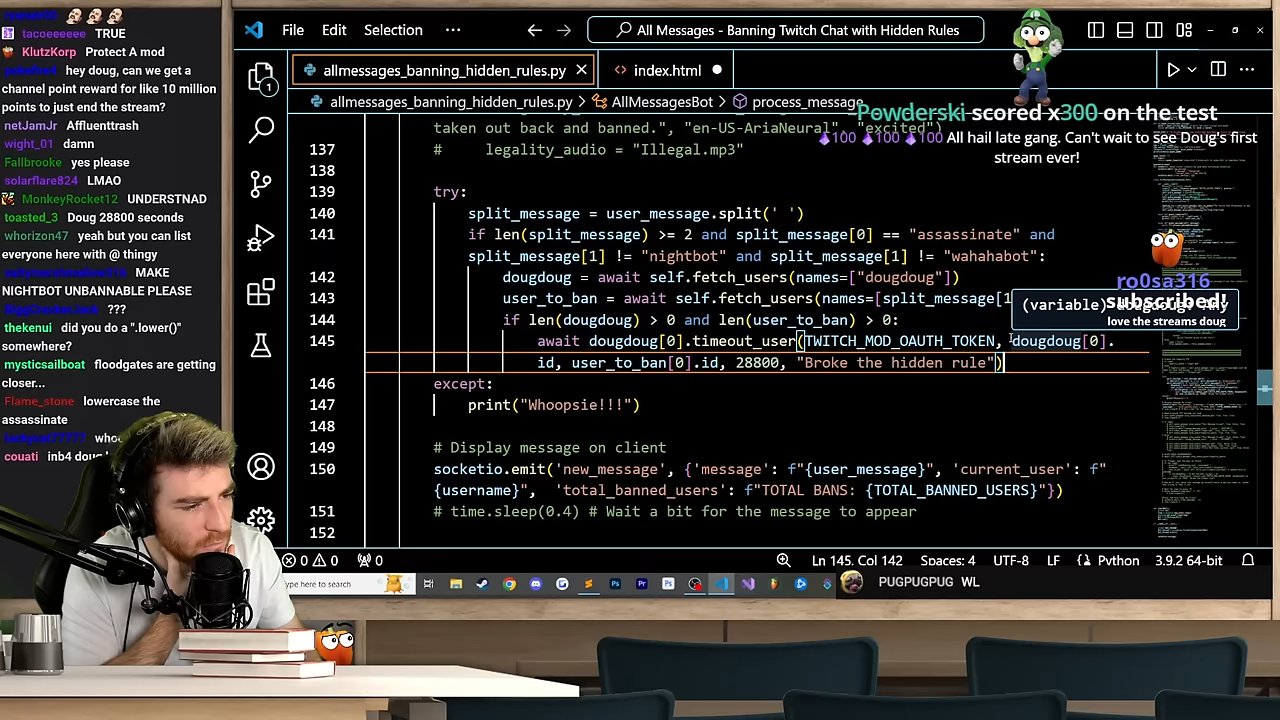 tacoeeeeee TRUE
KlutzKorp Protect A mod
hey doug, can we get a
channel point reward for like 10 million
points to just end the stream?
netJamJr Affluenttrash
wight_01 damn
Fallbrooke yes please
solarflare824 LMAO
MonkeyRocket12 UNDERSTNAD
toasted_3 Doug 28800 seconds
whorizon47 yeah but you can list
everyone here with @ thingy
MAKE
NIGHTBOT UNBANNABLE PLEASE
???
thekenui did you do a ".lower()"
somewhere?
mysticsailboat floodgates are getting
closer...
Flame_stone lowercase the
assassinate
couati inb4 doug
File Edit Selection ...
All Messages - Banning Twitch Chat with Hidden Rules
allmessages_banning_hidden_rules.py
index.html
allmessages_banning_hidden_rules.py > AllMessagesBot > process_message
Powderski scored x300 on the test
100 100 100 All hail late gang. Can't wait to see Doug's first
stream ever!
ro0sa316
subscribed!
love the streams doug
taken out back and banned.", "en-US-AriaNeural", "excited")
137 # legality_audio = "Illegal.mp3"
138
139 try:
140 split_message = user_message.split(' ')
141 if len(split_message) >= 2 and split_message[0] == "assassinate" and
split_message[1] != "nightbot" and split_message[1] != "wahahabot":
142 dougdoug = await self.fetch_users(names=["dougdoug"])
143 user_to_ban = await self.fetch_users(names=[split_message[1
(variable)
144 if len(dougdoug) > 0 and len(user_to_ban) > 0:
145 await dougdoug[0].timeout_user(TWITCH_MOD_OAUTH_TOKEN, dougdoug[0].
id, user_to_ban[0].id, 28800, "Broke the hidden rule")
146 except:
147 print("Whoopsie!!!")
148
149 # Display message on client
150 socketio.emit('new_message', {'message': f"{user_message}", 'current_user': f"
{username}", 'total_banned_users': f"TOTAL BANS: {TOTAL_BANNED_USERS}"})
151 # time.sleep(0.4) # Wait a bit for the message to appear
152
0 0 0 Ln 145, Col 142 Spaces: 4 UTF-8 LF Python 3.9.2 64-bit
here to search
PUGPUGPUG WL